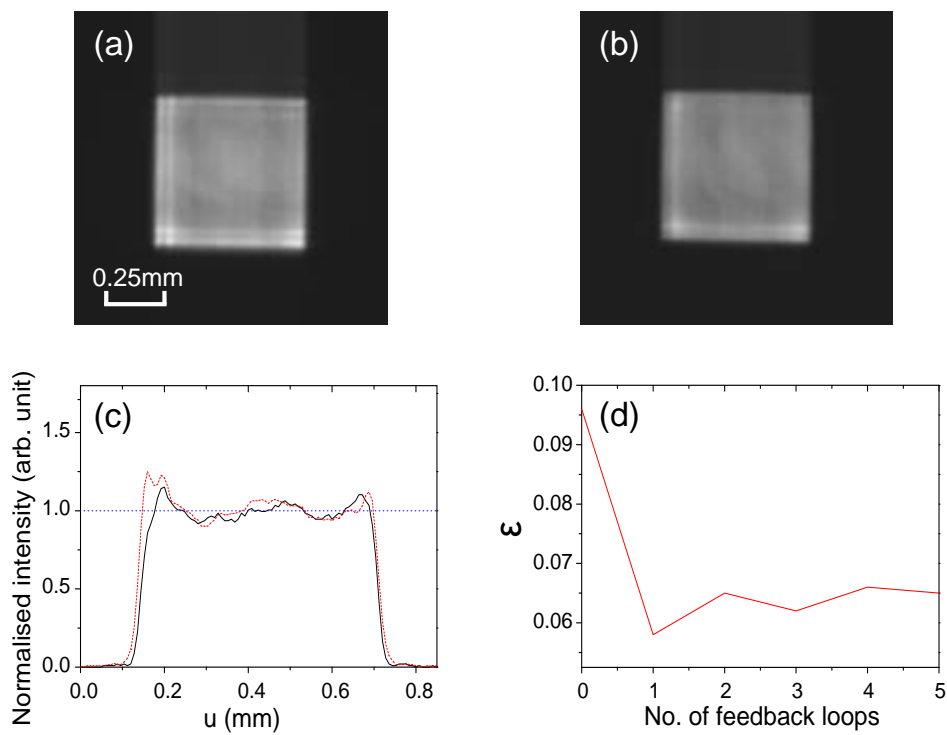 (a)
0.25mm
(b)
(c)
Normalised intensity (arb. unit)
1.5
1.0
0.5
0.0
0.0 0.2 0.4 0.6 0.8
u (mm)
(d)
ε
0.10
0.09
0.08
0.07
0.06
0 1 2 3 4 5
No. of feedback loops